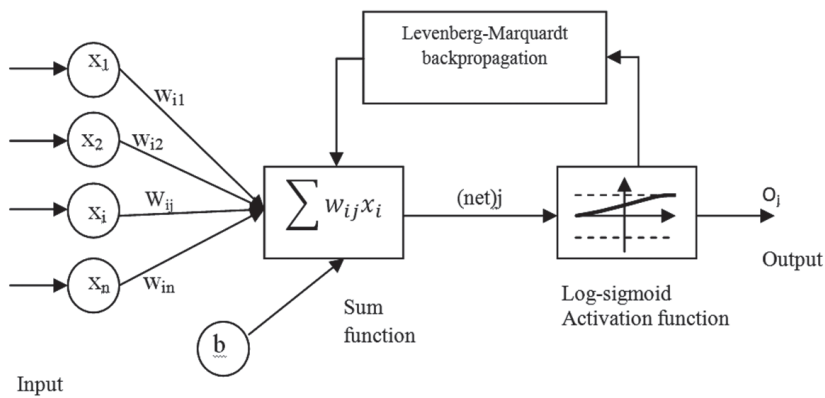 Levenberg-Marquardt
backpropagation
X1
Wi1
X2
Wi2
Xi
Wij
Xn
Win
∑ wijxi
(net)j
Oj
Output
Log-sigmoid
Activation function
Sum
function
b
Input